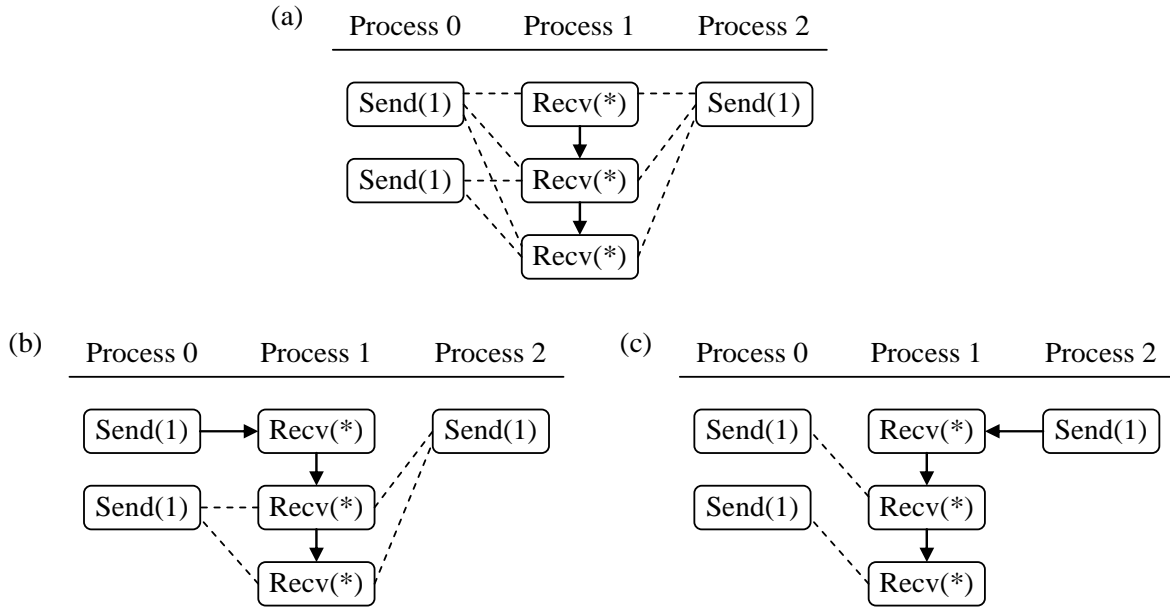 (a) Process 0 Process 1 Process 2
Send(1) Recv(*) Send(1)
Send(1) Recv(*)
Recv(*)
(b) Process 0 Process 1 Process 2
Send(1) Recv(*) Send(1)
Send(1) Recv(*)
Recv(*)
(c) Process 0 Process 1 Process 2
Send(1) Recv(*) Send(1)
Send(1) Recv(*)
Recv(*)